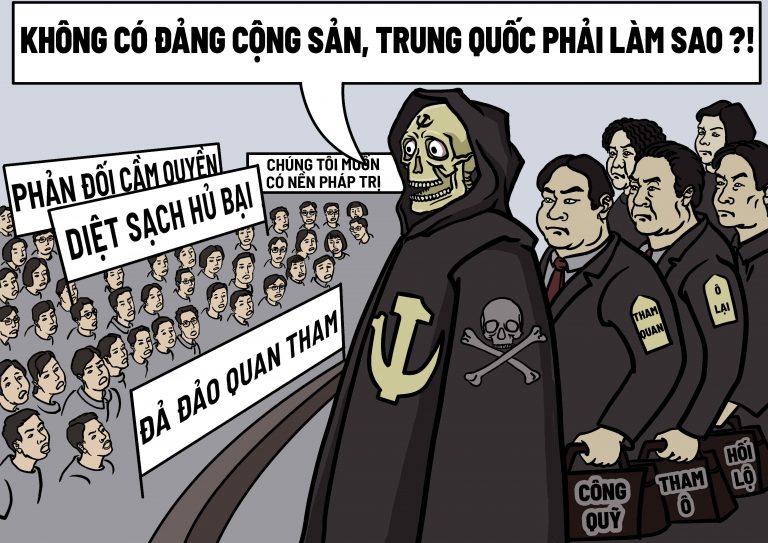 KHÔNG CÓ ĐẢNG CỘNG SẢN, TRUNG QUỐC PHẢI LÀM SAO ?!
PHẢN ĐỐI CẦM QUYỀN
DIỆT SẠCH HỦ BẠI
CHÚNG TÔI MUỐN
CÓ NỀN PHÁP TRỊ
ĐẢ ĐẢO QUAN THAM
THAM
QUAN
Ô
LẠI
CÔNG
QUỸ
THAM
Ô
HỐI
LỘ